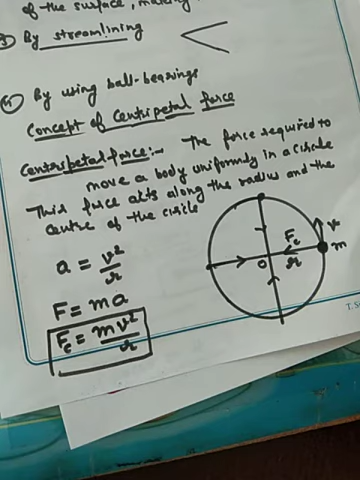 of the surface, making
③ By streamlining
④ By using ball-bearings
Concept of Centripetal force
Centripetal force:- The force required to
move a body uniformly in a circle
This force acts along the radius and the
centre of the circle
a = v²/r
F = ma
Fc = mv²/r
Fc
v
m
O
r